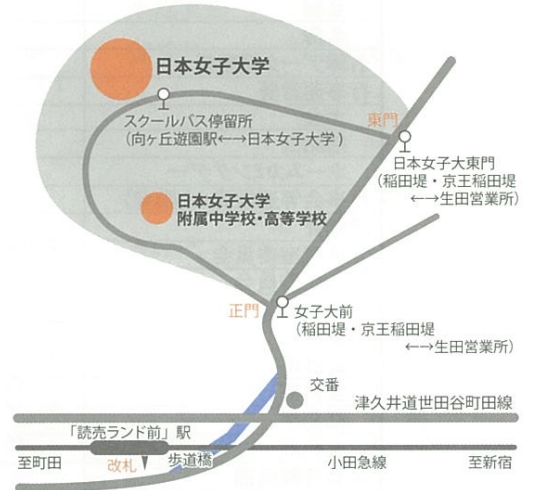 日本女子大学
スクールバス停留所
(向ヶ丘遊園駅←→日本女子大学)
東門
日本女子大東門
(稲田堤・京王稲田堤
←→生田営業所)
日本女子大学
附属中学校・高等学校
正門
女子大前
(稲田堤・京王稲田堤
←→生田営業所)
交番
津久井道世田谷町田線
「読売ランド前」駅
至町田
改札
歩道橋
小田急線
至新宿